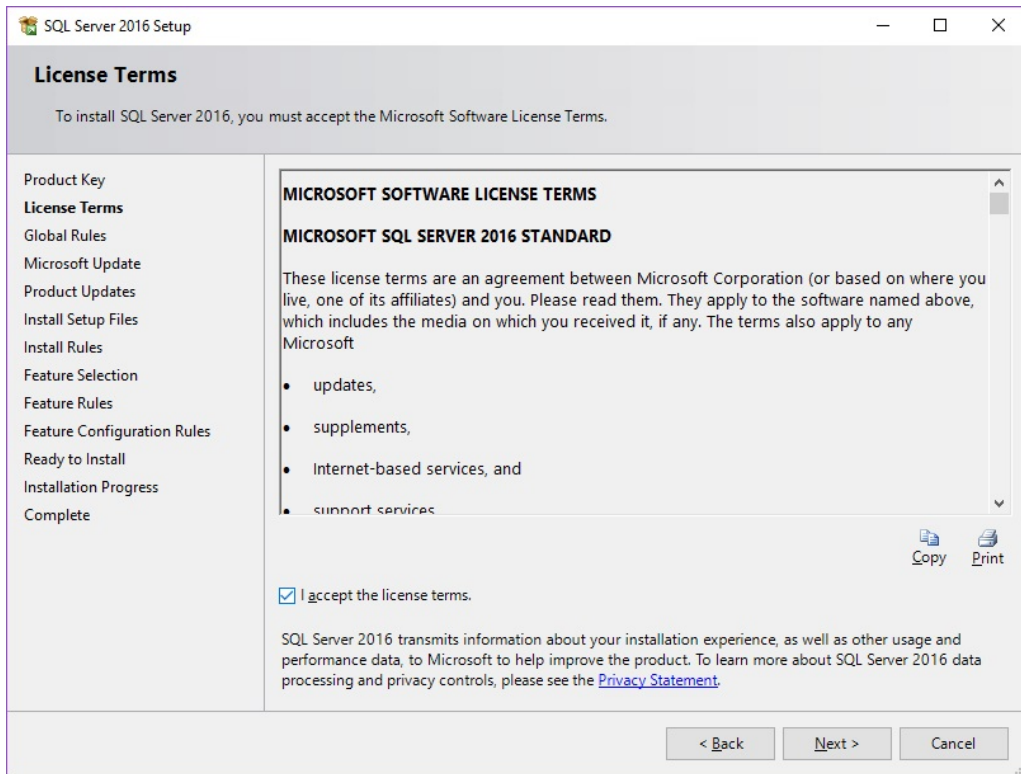 SQL Server 2016 Setup
License Terms
To install SQL Server 2016, you must accept the Microsoft Software License Terms.
Product Key
License Terms
Global Rules
Microsoft Update
Product Updates
Install Setup Files
Install Rules
Feature Selection
Feature Rules
Feature Configuration Rules
Ready to Install
Installation Progress
Complete
MICROSOFT SOFTWARE LICENSE TERMS
MICROSOFT SQL SERVER 2016 STANDARD
These license terms are an agreement between Microsoft Corporation (or based on where you
live, one of its affiliates) and you. Please read them. They apply to the software named above,
which includes the media on which you received it, if any. The terms also apply to any
Microsoft
• updates,
• supplements,
• Internet-based services, and
• support services
Copy Print
I accept the license terms.
SQL Server 2016 transmits information about your installation experience, as well as other usage and
performance data, to Microsoft to help improve the product. To learn more about SQL Server 2016 data
processing and privacy controls, please see the Privacy Statement.
< Back Next > Cancel